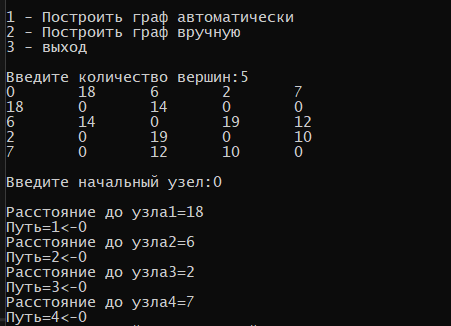 1 - Построить граф автоматически
2 - Построить граф вручную
3 - выход
Введите количество вершин:5
0 18 6 2 7
18 0 14 0 0
6 14 0 19 12
2 0 19 0 10
7 0 12 10 0
Введите начальный узел:0
Расстояние до узла1=18
Путь=1<-0
Расстояние до узла2=6
Путь=2<-0
Расстояние до узла3=2
Путь=3<-0
Расстояние до узла4=7
Путь=4<-0